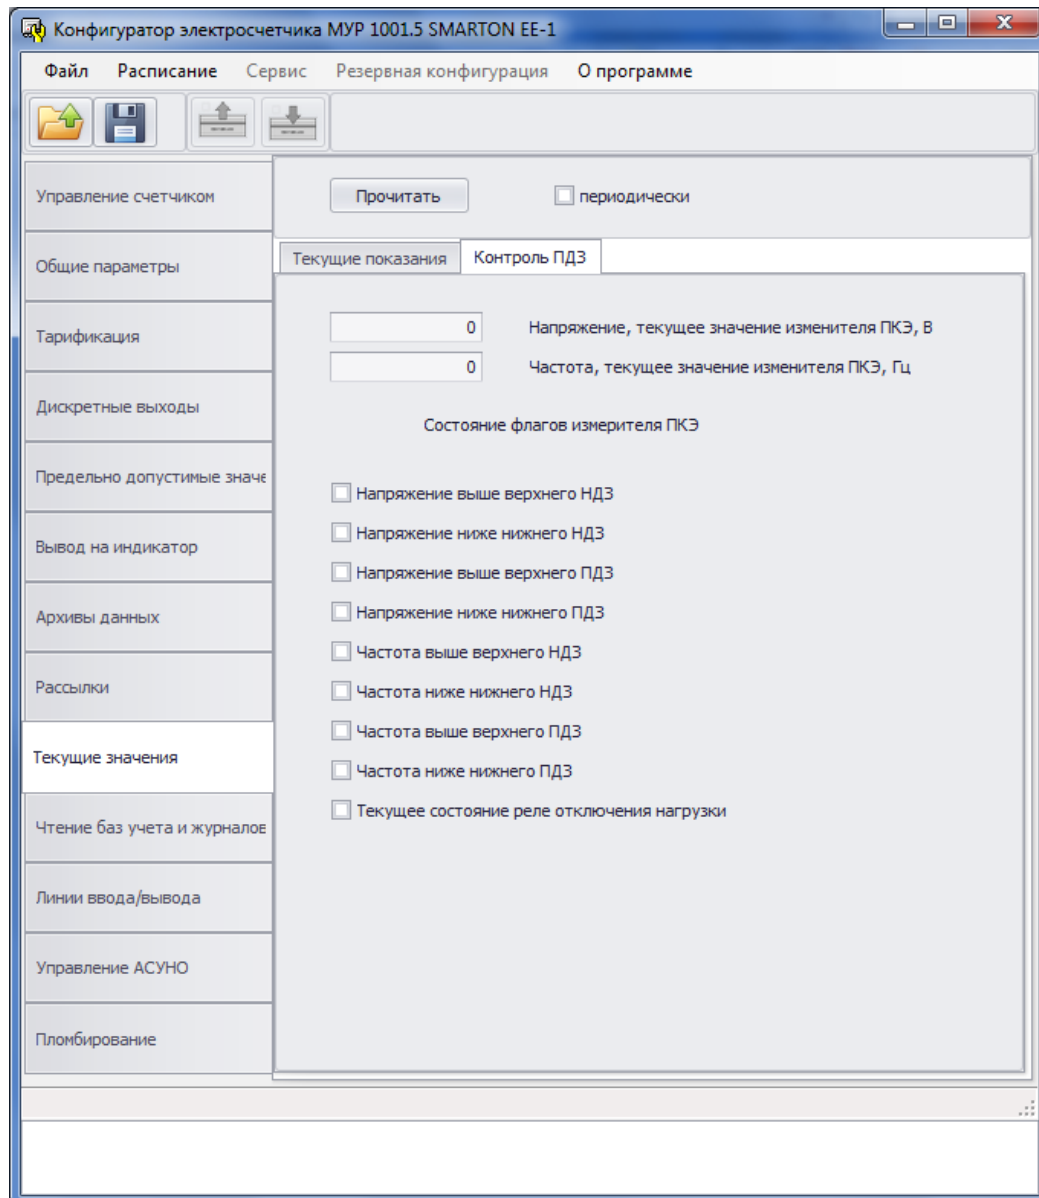 Конфигуратор электросчетчика МУР 1001.5 SMARTON EE-1
Файл Расписание Сервис Резервная конфигурация О программе
Управление счетчиком
Общие параметры
Тарификация
Дискретные выходы
Предельно допустимые значе
Вывод на индикатор
Архивы данных
Рассылки
Текущие значения
Чтение баз учета и журналов
Линии ввода/вывода
Управление АСУНО
Пломбирование
Прочитать периодически
Текущие показания Контроль ПДЗ
0 Напряжение, текущее значение изменителя ПКЭ, В
0 Частота, текущее значение изменителя ПКЭ, Гц
Состояние флагов измерителя ПКЭ
Напряжение выше верхнего НДЗ
Напряжение ниже нижнего НДЗ
Напряжение выше верхнего ПДЗ
Напряжение ниже нижнего ПДЗ
Частота выше верхнего НДЗ
Частота ниже нижнего НДЗ
Частота выше верхнего ПДЗ
Частота ниже нижнего ПДЗ
Текущее состояние реле отключения нагрузки